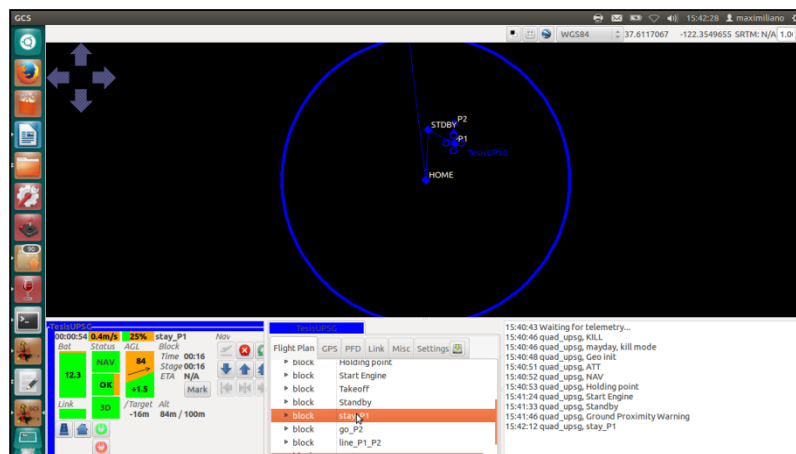 GCS
15:42:28 maximiliano
WGS84 37.6117067 -122.3549655 SRTM: N/A 1.0
P2
STDBY
P1
TesisUPSG
HOME
TesisUPSG
00:00:54 0.4m/s 25% stay_P1 Nav
Bat Status AGL Block
Time 00:16
NAV 84 Stage 00:16
ETA N/A
12.3 OK +1.5 Mark
Link 3D /Target Alt
-16m 84m / 100m
TesisUPSG
Flight Plan GPS PFD Link Misc Settings
block Holding point
block Start Engine
block Takeoff
block Standby
block stay_P1
block go_P2
block line_P1_P2
15:40:43 Waiting for telemetry...
15:40:46 quad_upsg, KILL
15:40:46 quad_upsg, mayday, kill mode
15:40:48 quad_upsg, Geo init
15:40:51 quad_upsg, ATT
15:40:52 quad_upsg, NAV
15:40:53 quad_upsg, Holding point
15:41:24 quad_upsg, Start Engine
15:41:33 quad_upsg, Standby
15:41:46 quad_upsg, Ground Proximity Warning
15:42:12 quad_upsg, stay_P1